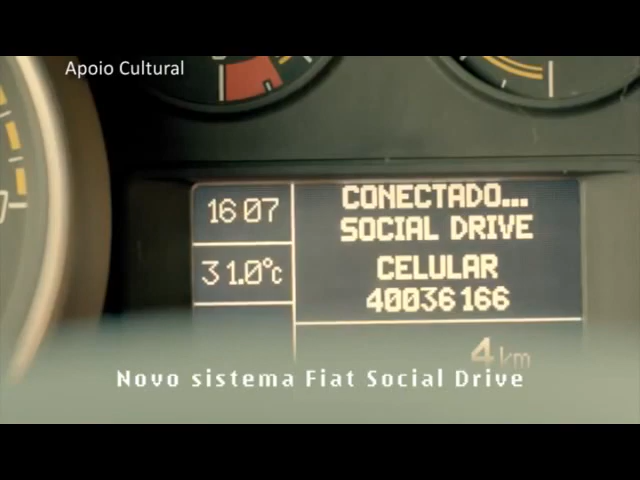 Apoio Cultural
16 07
CONECTADO...
SOCIAL DRIVE
31.0°c
CELULAR
40036166
4 km
Novo sistema Fiat Social Drive